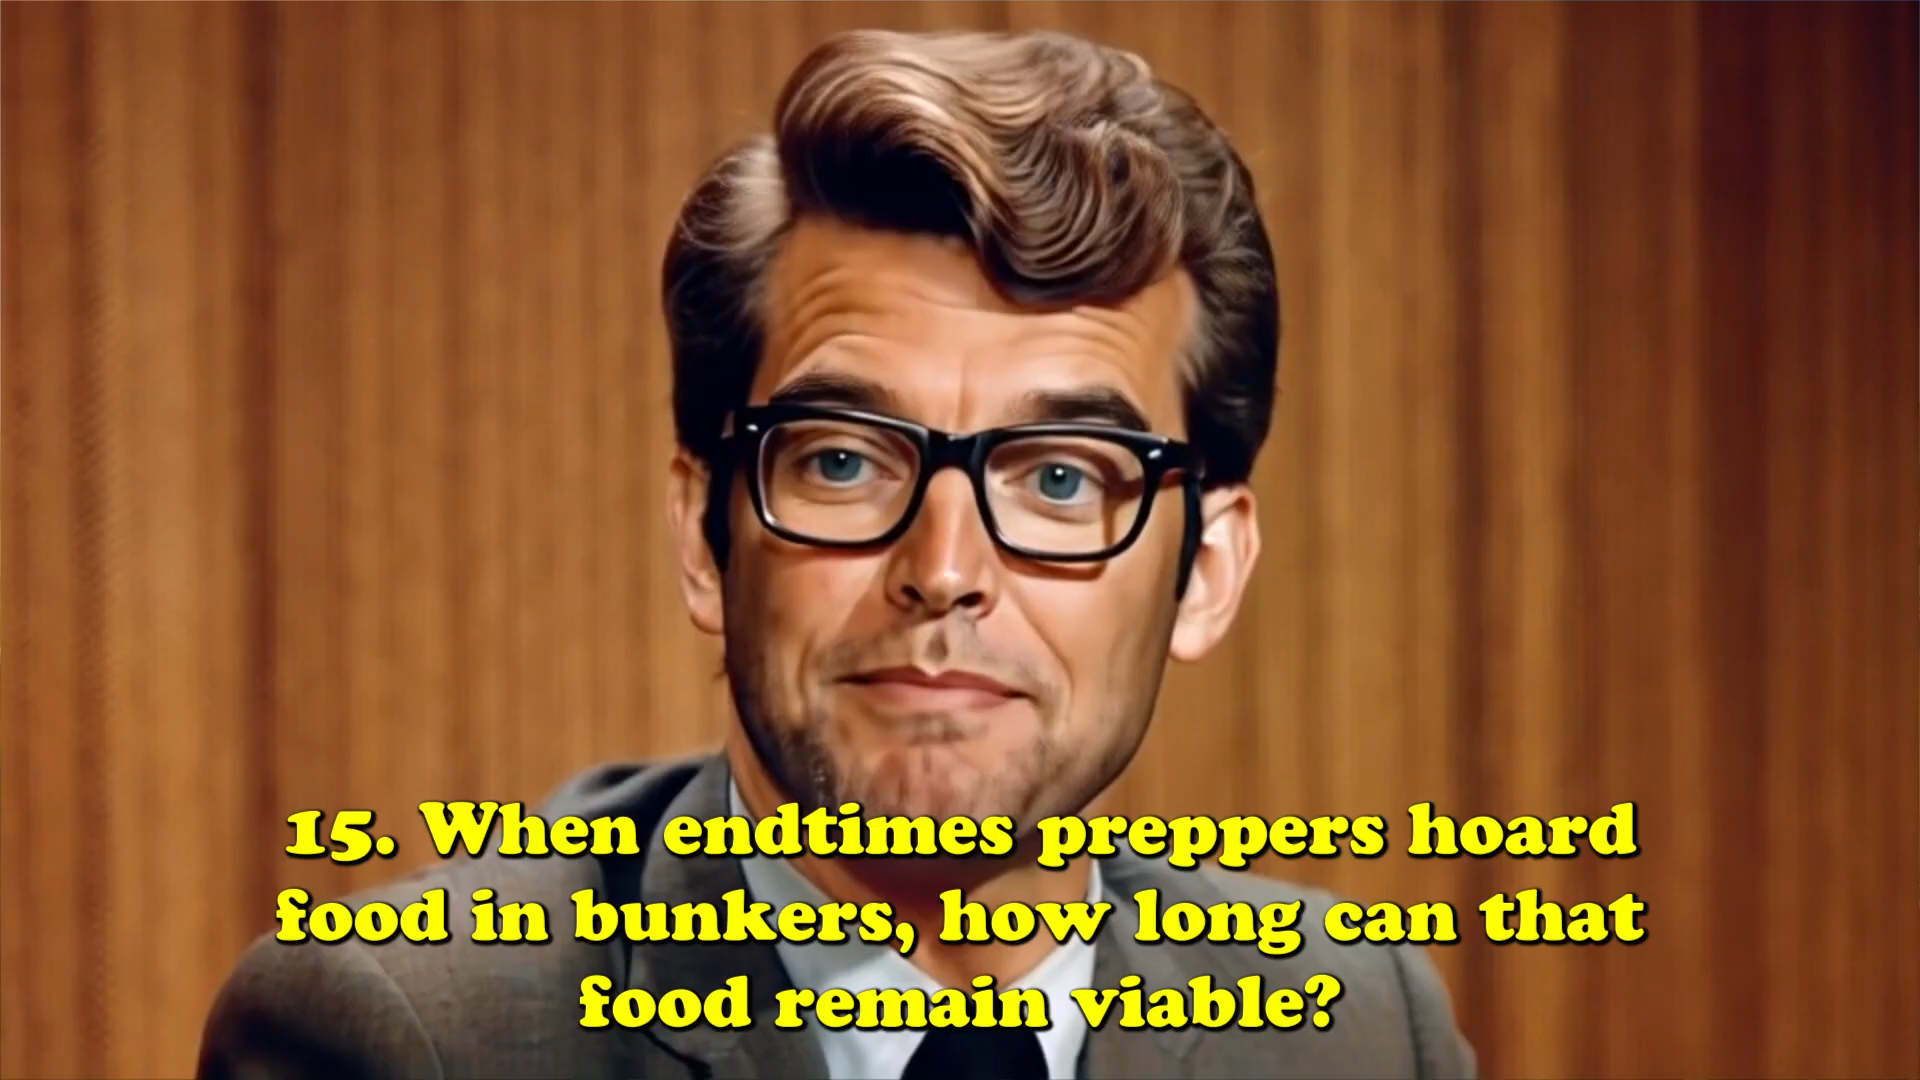 15. When endtimes preppers hoard
food in bunkers, how long can that
food remain viable?